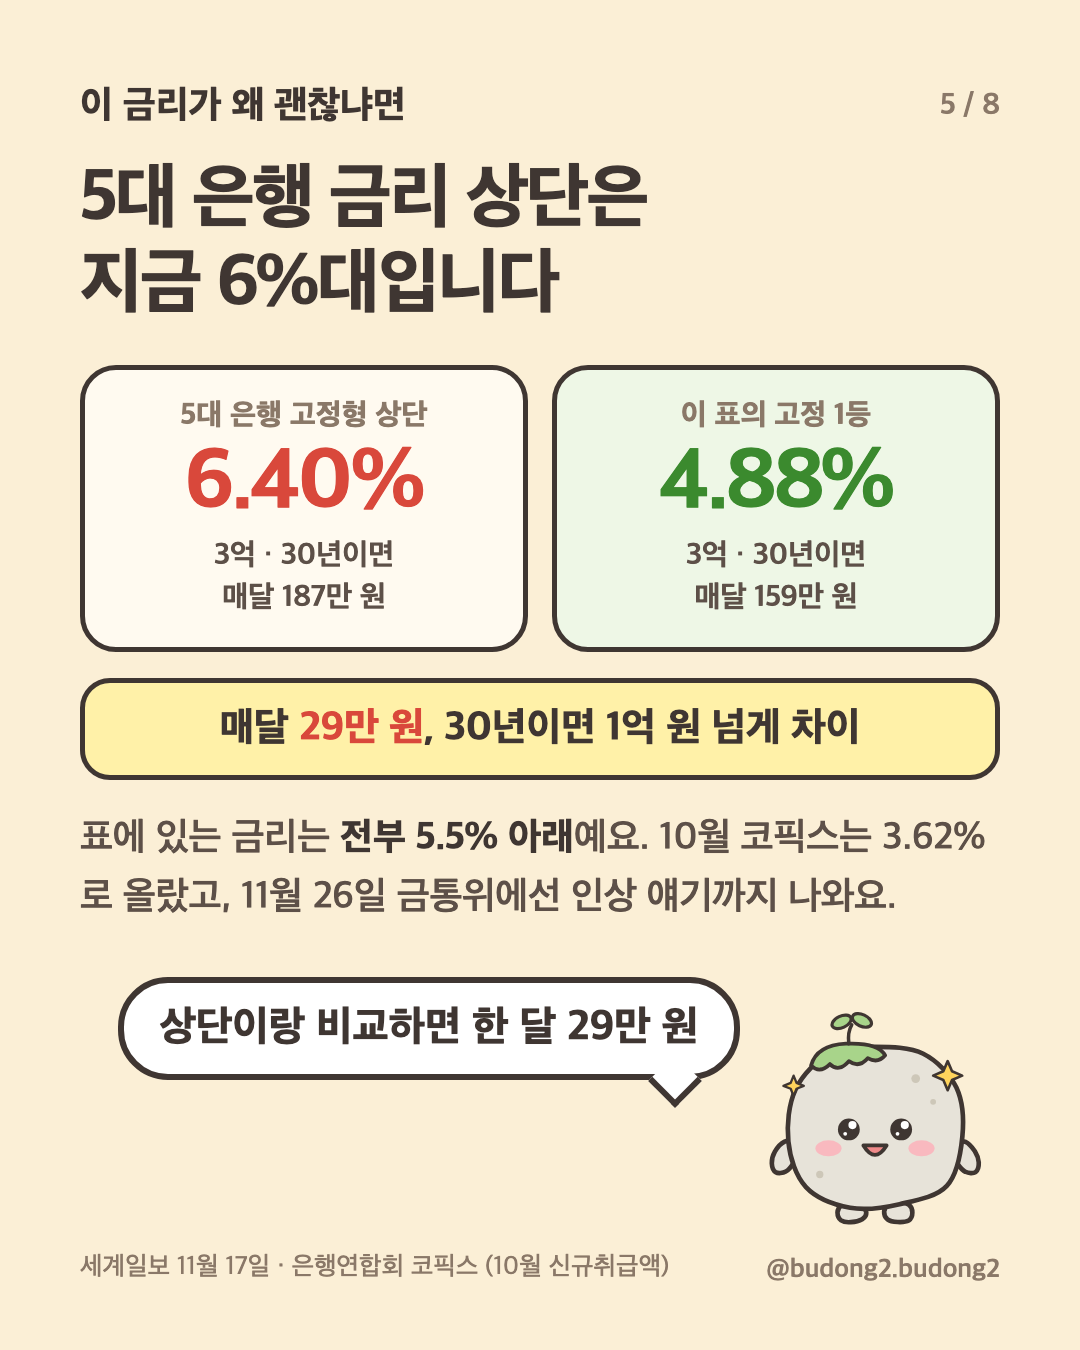 이 금리가 왜 괜찮냐면
5 / 8
5대 은행 금리 상단은
지금 6%대입니다
5대 은행 고정형 상단
6.40%
3억 · 30년이면
매달 187만 원
이 표의 고정 1등
4.88%
3억 · 30년이면
매달 159만 원
매달 29만 원, 30년이면 1억 원 넘게 차이
표에 있는 금리는 전부 5.5% 아래예요. 10월 코픽스는 3.62%
로 올랐고, 11월 26일 금통위에선 인상 얘기까지 나와요.
상단이랑 비교하면 한 달 29만 원
세계일보 11월 17일 · 은행연합회 코픽스 (10월 신규취급액)
@budong2.budong2